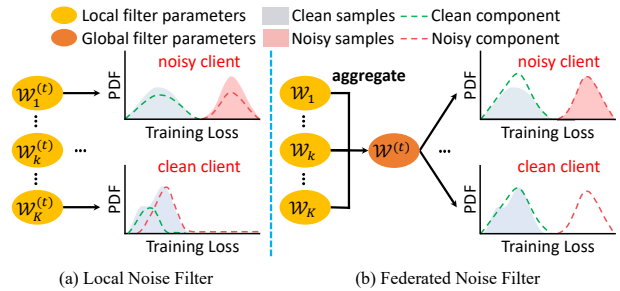 Local filter parameters
Clean samples
Clean component
Global filter parameters
Noisy samples
Noisy component
noisy client
PDF
Training Loss
𝒲₁⁽ᵗ⁾
⋮
𝒲ₖ⁽ᵗ⁾ ...
⋮
𝒲_K⁽ᵗ⁾
clean client
PDF
Training Loss
(a) Local Noise Filter
aggregate
𝒲₁
⋮
𝒲ₖ
⋮
𝒲_K
𝒲⁽ᵗ⁾
...
noisy client
PDF
Training Loss
clean client
PDF
Training Loss
(b) Federated Noise Filter